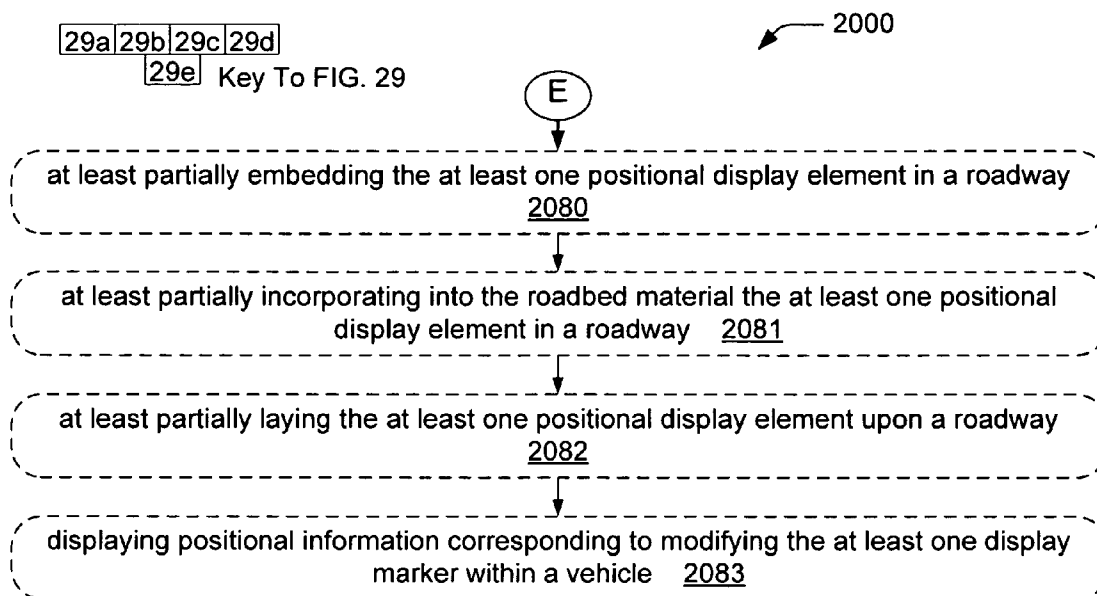 29a 29b 29c 29d
29e Key To FIG. 29
2000
E
at least partially embedding the at least one positional display element in a roadway
2080
at least partially incorporating into the roadbed material the at least one positional
display element in a roadway 2081
at least partially laying the at least one positional display element upon a roadway
2082
displaying positional information corresponding to modifying the at least one display
marker within a vehicle 2083